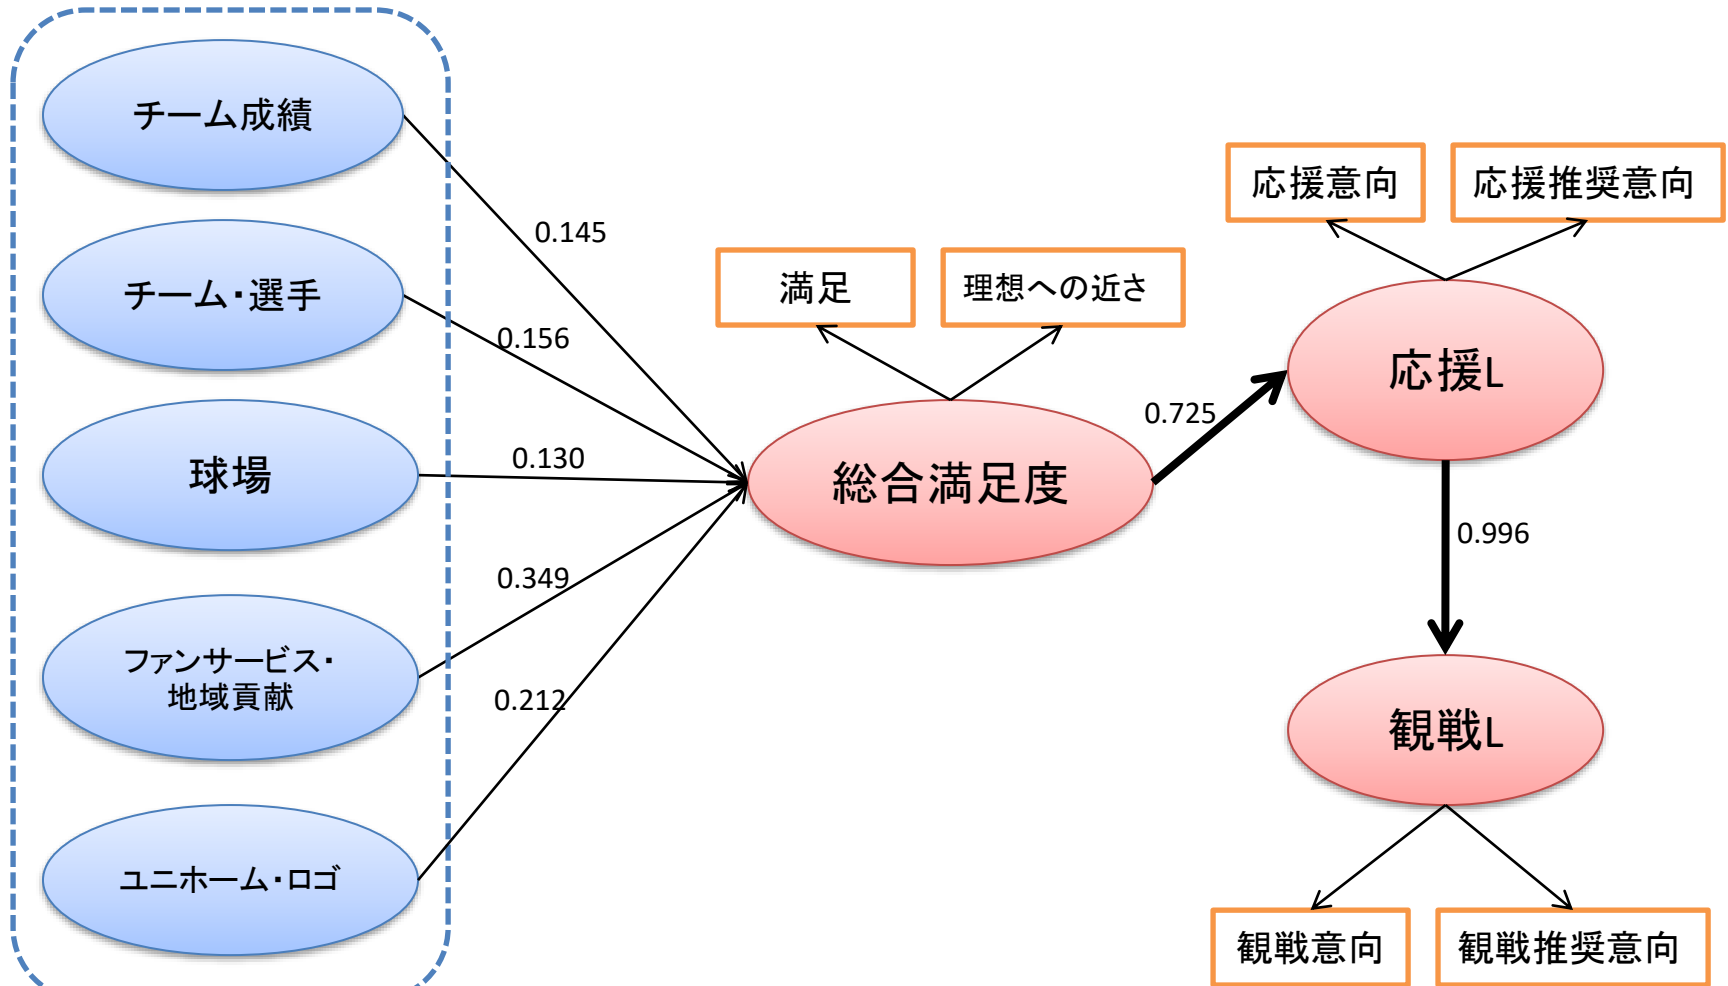 チーム成績
チーム・選手
球場
ファンサービス・
地域貢献
ユニホーム・ロゴ
0.145
0.156
0.130
0.349
0.212
満足
理想への近さ
総合満足度
0.725
応援意向
応援推奨意向
応援L
0.996
観戦L
観戦意向
観戦推奨意向